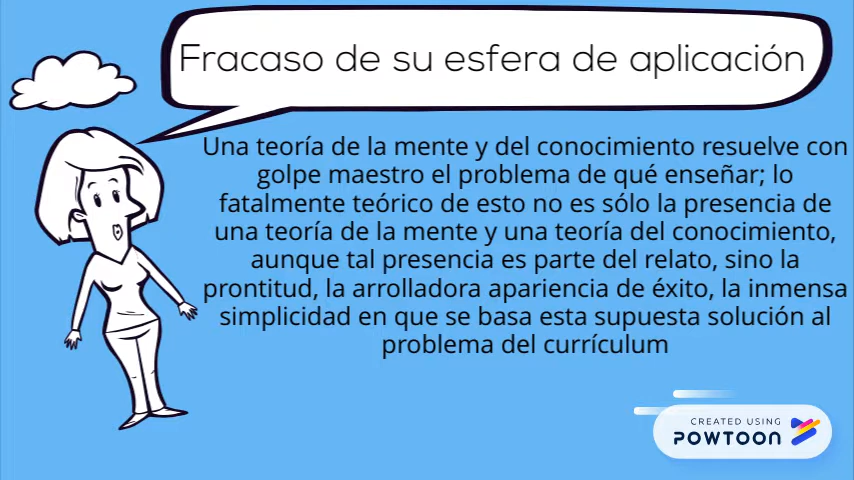 Fracaso de su esfera de aplicación
Una teoría de la mente y del conocimiento resuelve con
golpe maestro el problema de qué enseñar; lo
fatalmente teórico de esto no es sólo la presencia de
una teoría de la mente y una teoría del conocimiento,
aunque tal presencia es parte del relato, sino la
prontitud, la arrolladora apariencia de éxito, la inmensa
simplicidad en que se basa esta supuesta solución al
problema del currículum
CREATED USING
POWTOON